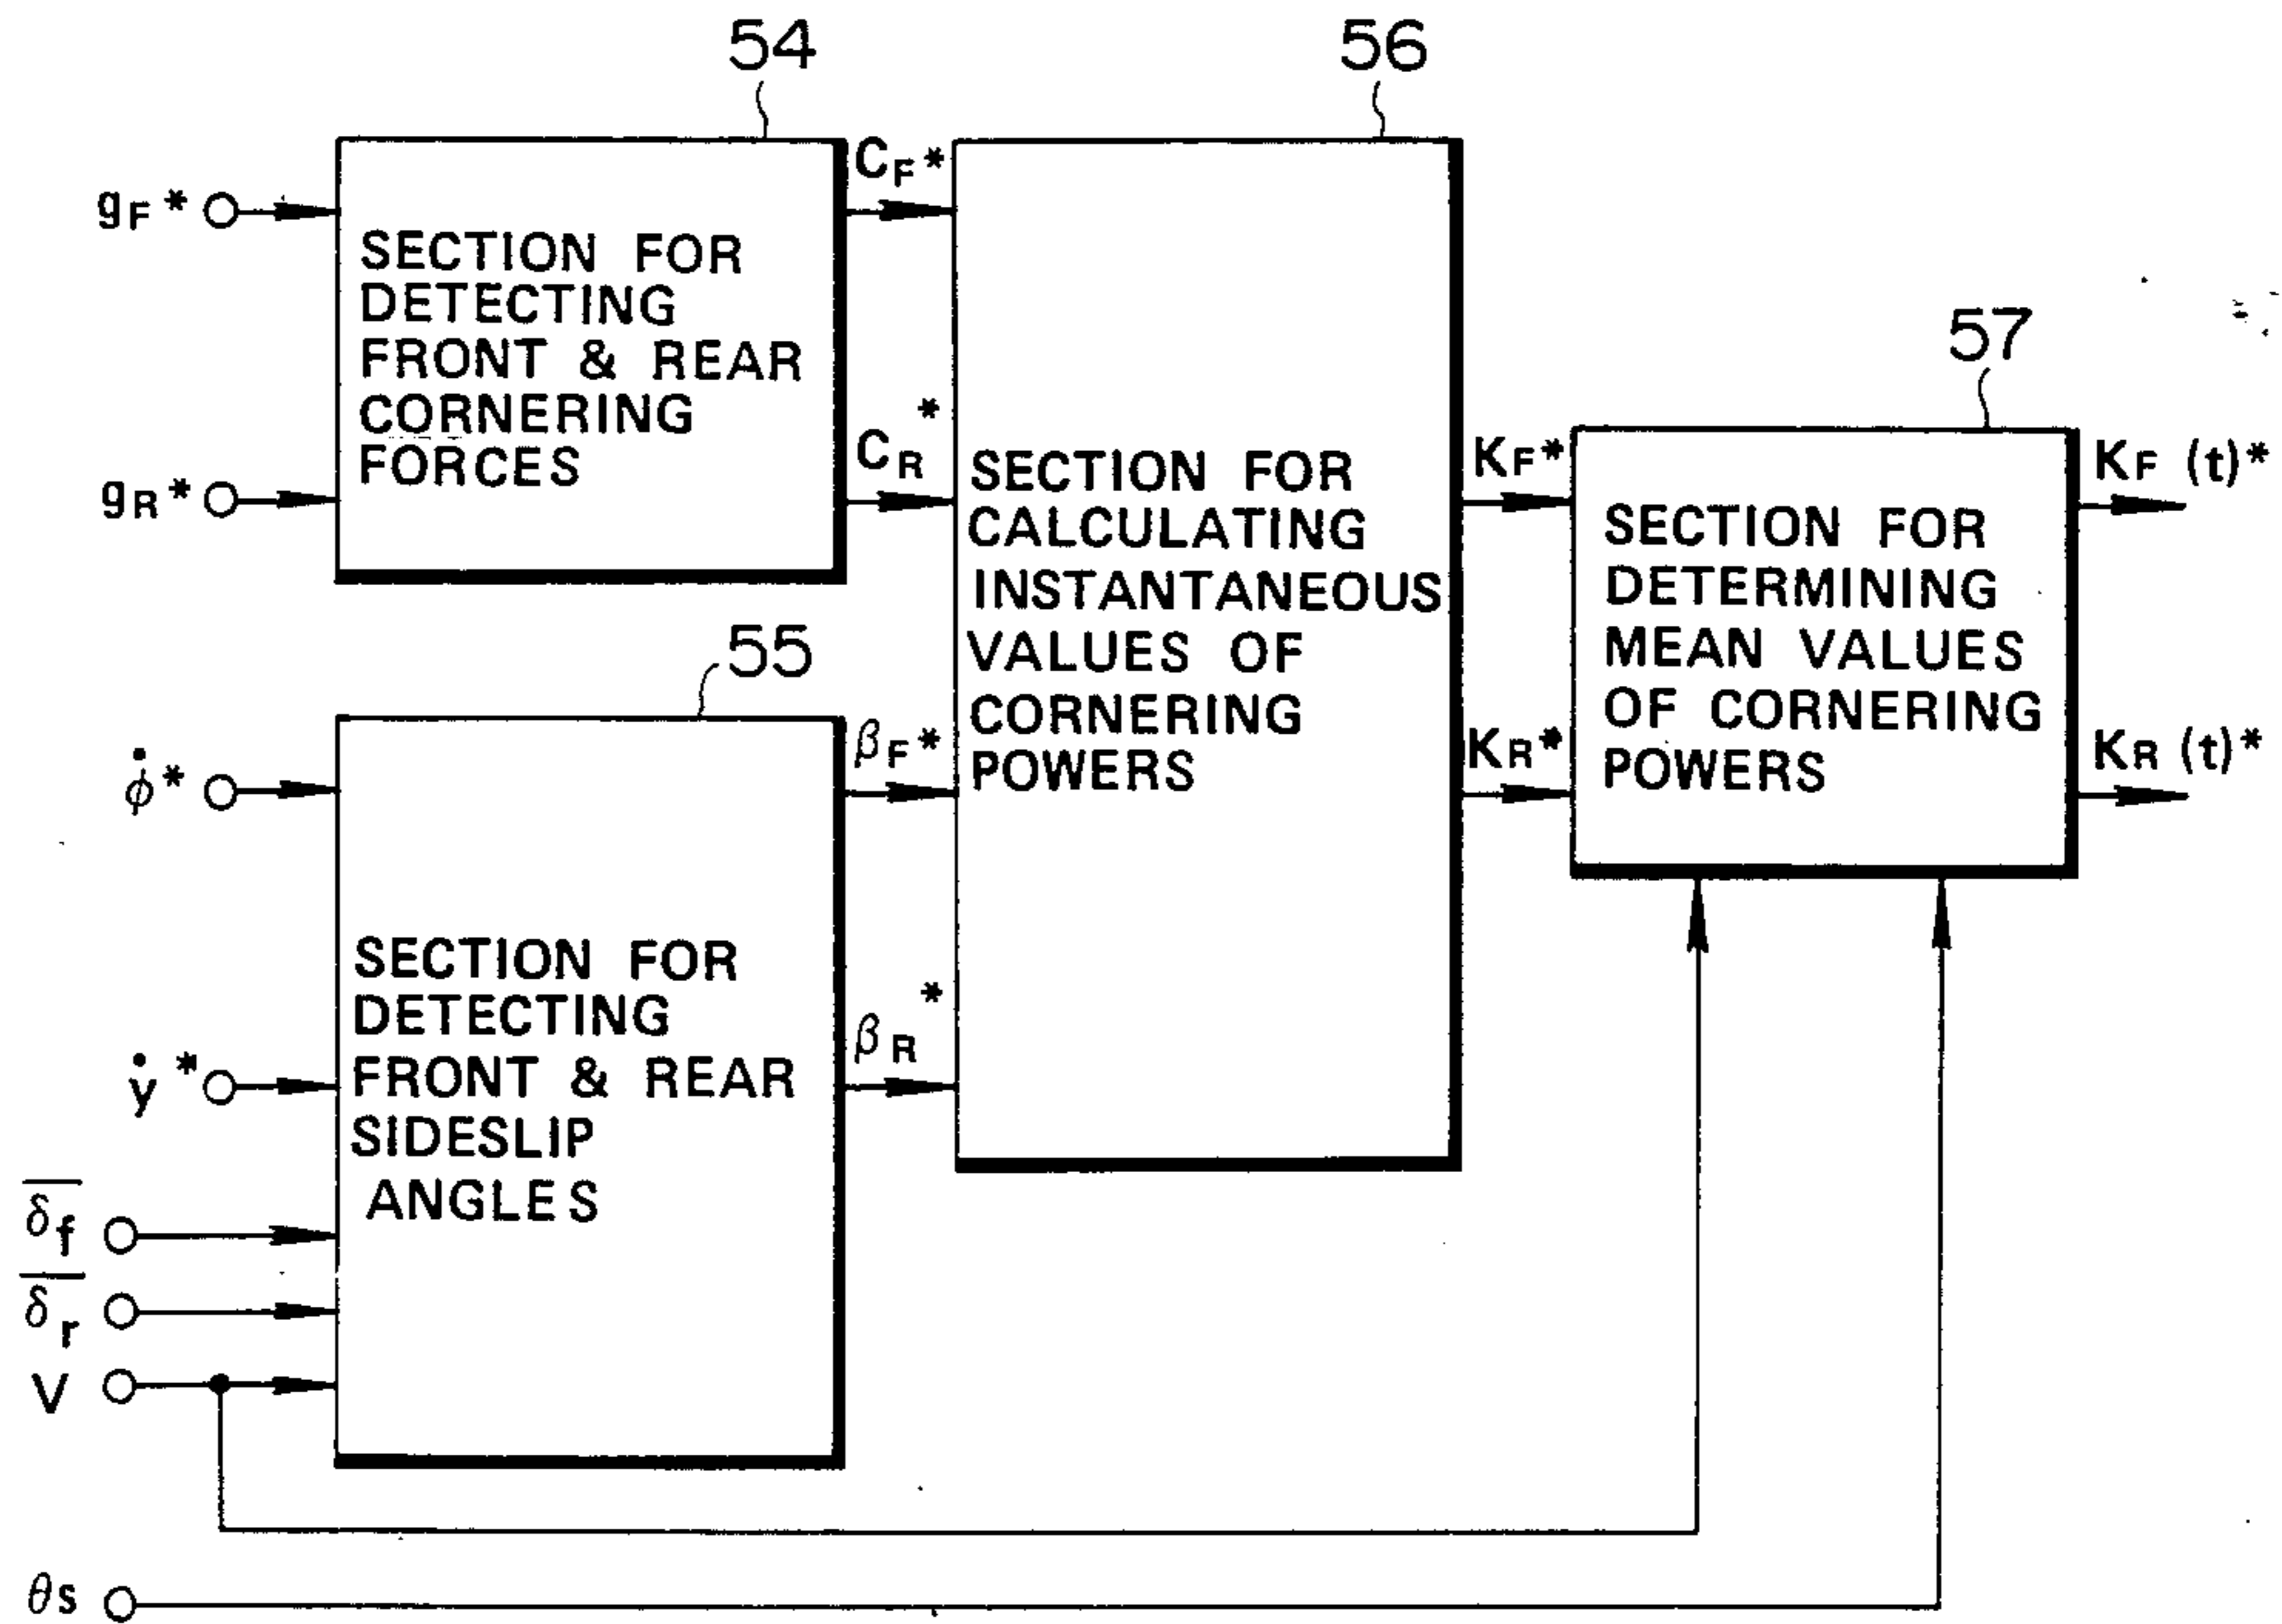 54
56
57
55
gF*
gR*
SECTION FOR
DETECTING
FRONT & REAR
CORNERING
FORCES
CF*
CR*
SECTION FOR
CALCULATING
INSTANTANEOUS
VALUES OF
CORNERING
POWERS
KF*
KR*
SECTION FOR
DETERMINING
MEAN VALUES
OF CORNERING
POWERS
KF (t)*
KR (t)*
φ̇*
ẏ*
δ̅f̅
δ̅r̅
V
θs
SECTION FOR
DETECTING
FRONT & REAR
SIDESLIP
ANGLES
βF*
βR*